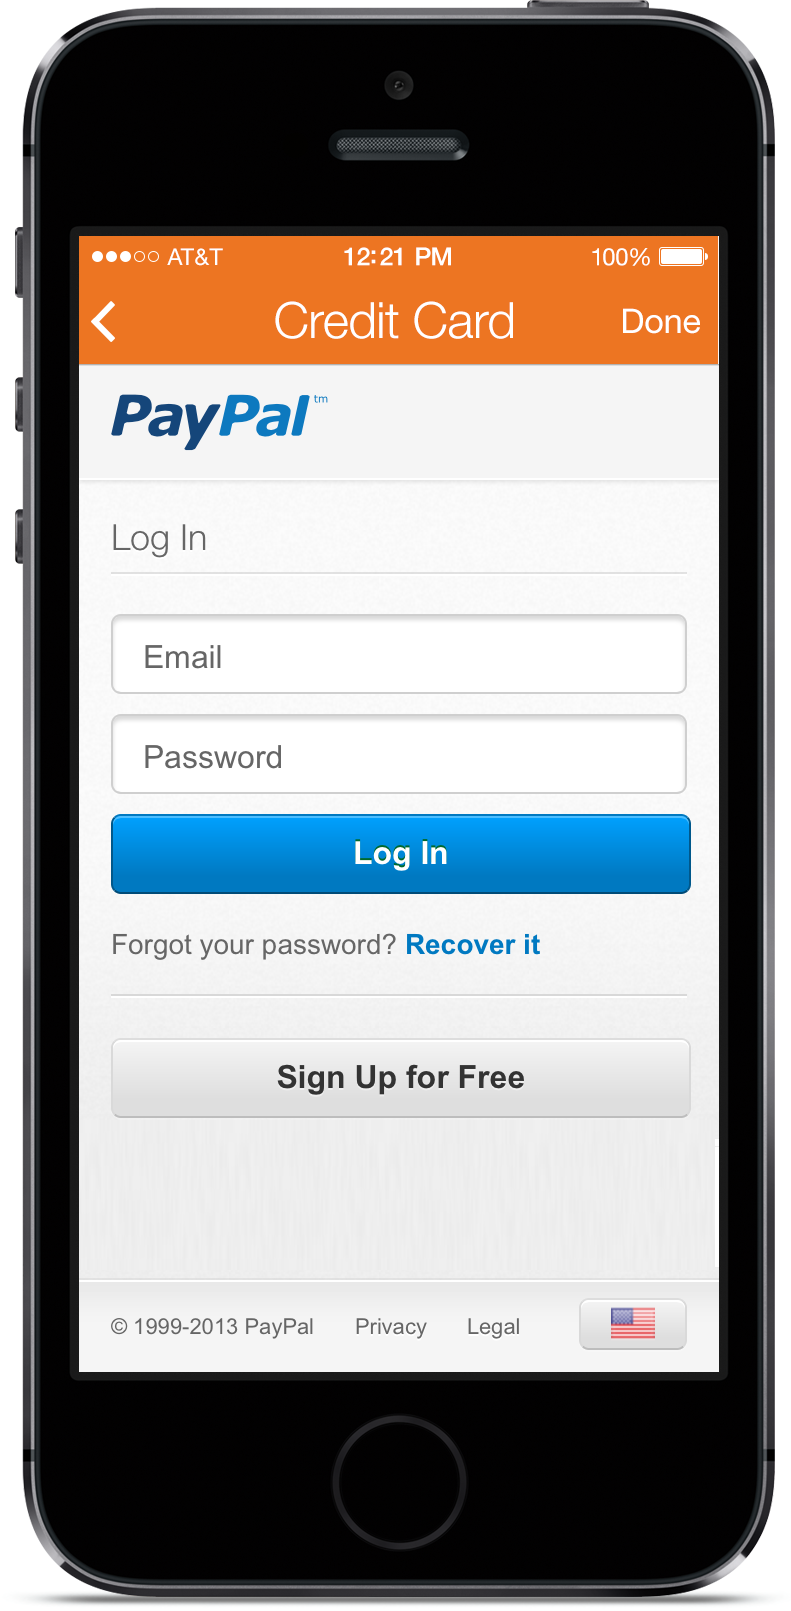 AT&T 12:21 PM 100%
Credit Card Done
PayPal™
Log In
Email
Password
Log In
Forgot your password? Recover it
Sign Up for Free
© 1999-2013 PayPal Privacy Legal